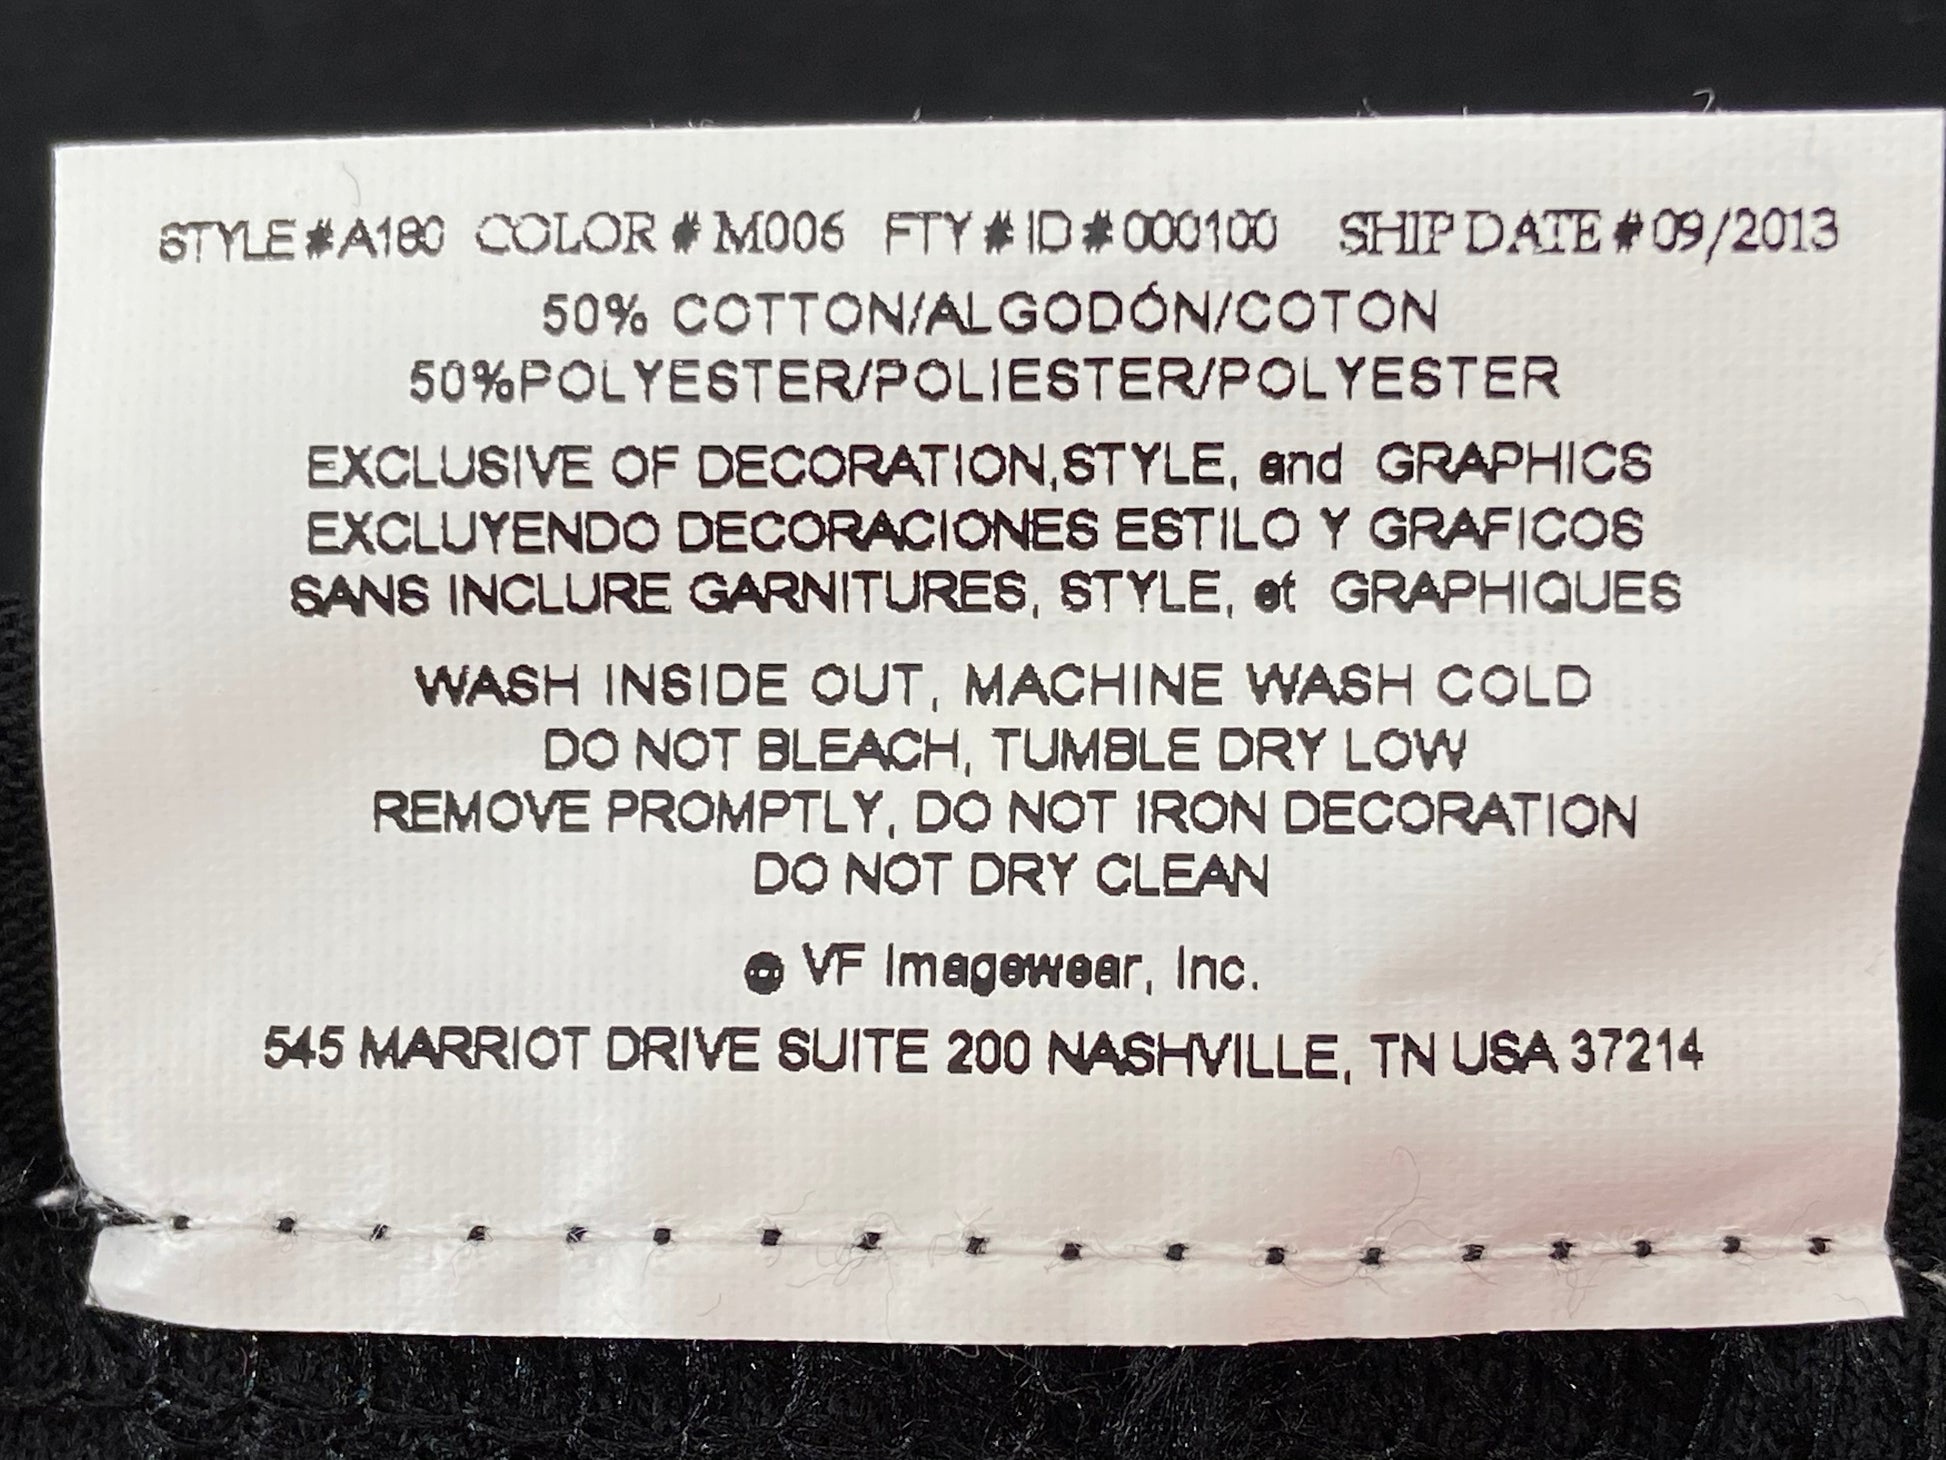 STYLE#A180 COLOR # M006 FTY # ID #000100 SHIP DATE # 09/2013
50% COTTON/ALGODÓN/COTON
50%POLYESTER/POLIESTER/POLYESTER
EXCLUSIVE OF DECORATION,STYLE, and GRAPHICS
EXCLUYENDO DECORACIONES ESTILO Y GRAFICOS
SANS INCLURE GARNITURES, STYLE, et GRAPHIQUES
WASH INSIDE OUT, MACHINE WASH COLD
DO NOT BLEACH, TUMBLE DRY LOW
REMOVE PROMPTLY, DO NOT IRON DECORATION
DO NOT DRY CLEAN
VF Imagewear, Inc.
545 MARRIOT DRIVE SUITE 200 NASHVILLE, TN USA 37214